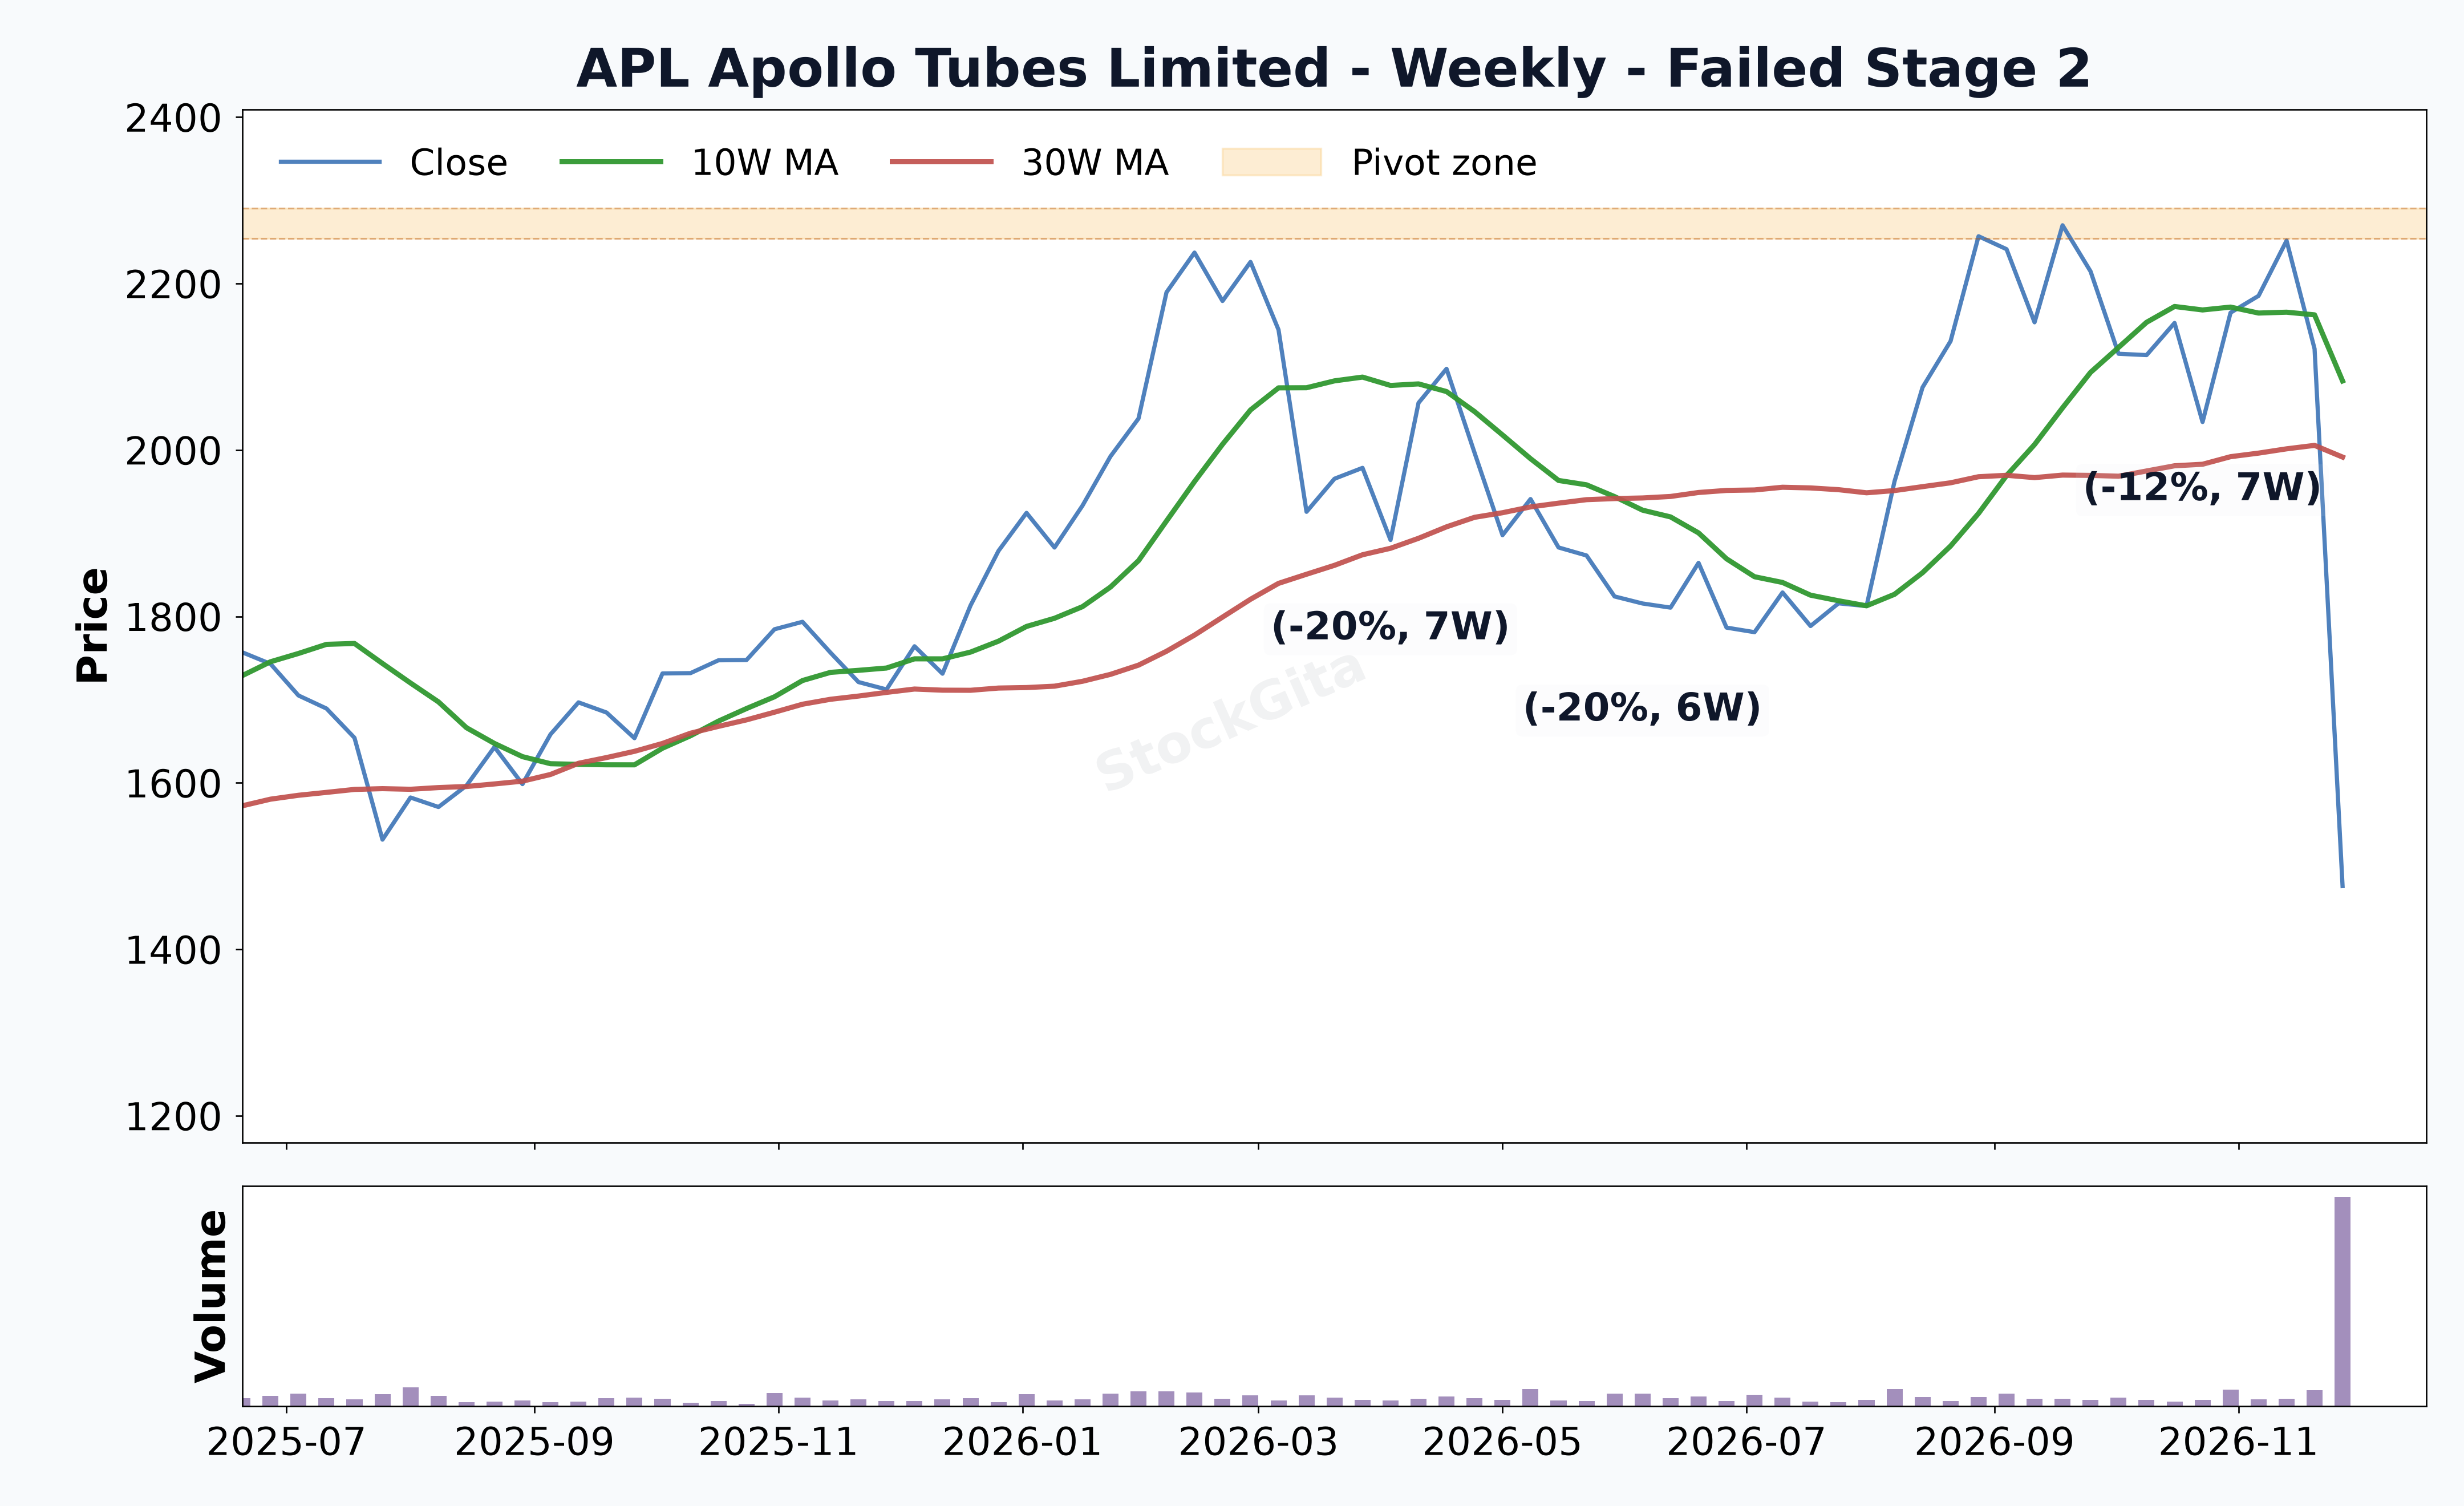 APL Apollo Tubes Limited - Weekly - Failed Stage 2
Close 10W MA 30W MA Pivot zone
2400
2200
2000
1800
1600
1400
1200
Price
(-12%, 7W)
(-20%, 7W)
(-20%, 6W)
StockGita
Volume
2025-07 2025-09 2025-11 2026-01 2026-03 2026-05 2026-07 2026-09 2026-11